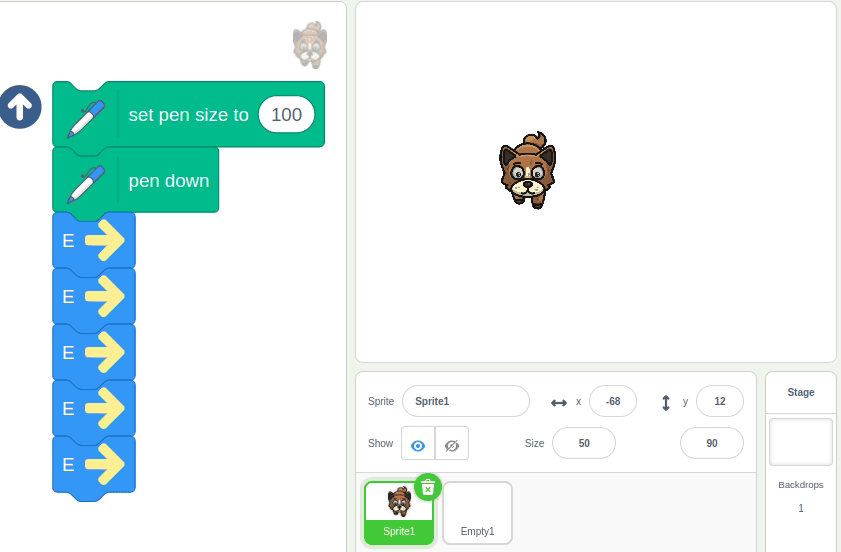 set pen size to 100
pen down
E
E
E
E
E
Sprite Sprite1 x -68 y 12
Show Size 50 90
Sprite1 Empty1
Stage
Backdrops
1